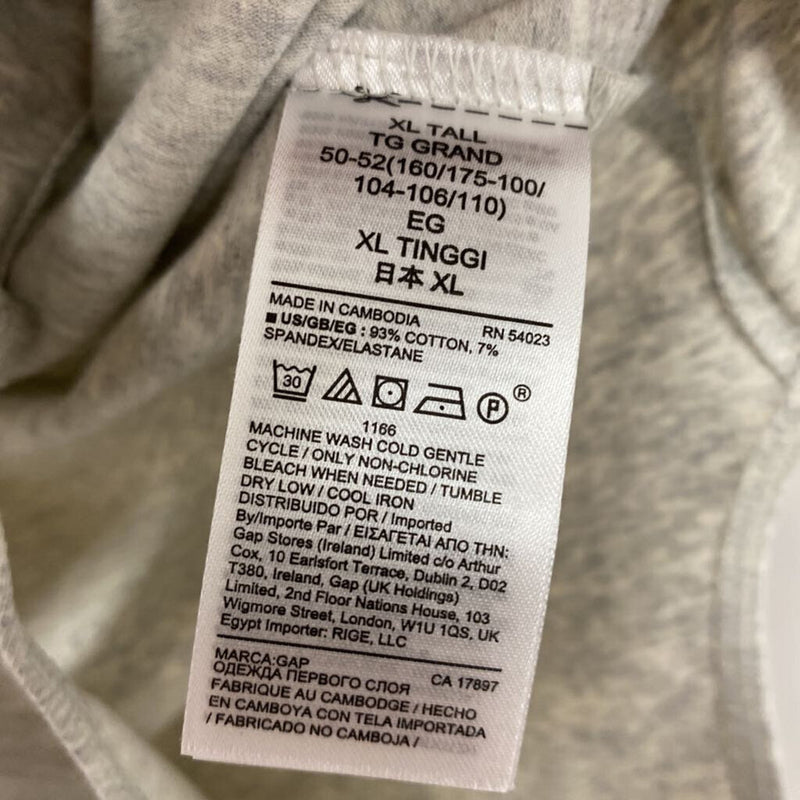 XL TALL
TG GRAND
50-52(160/175-100/
104-106/110)
EG
XL TINGGI
日本 XL
MADE IN CAMBODIA RN 54023
■ US/GB/EG : 93% COTTON, 7%
SPANDEX/ELASTANE
30 P ®
1166
MACHINE WASH COLD GENTLE
CYCLE / ONLY NON-CHLORINE
BLEACH WHEN NEEDED / TUMBLE
DRY LOW / COOL IRON
DISTRIBUIDO POR / Imported
By/Importe Par / ΕΙΣΑΓΕΤΑΙ ΑΠΟ ΤΗΝ:
Gap Stores (Ireland) Limited c/o Arthur
Cox, 10 Earlsfort Terrace, Dublin 2, D02
T380, Ireland, Gap (UK Holdings)
Limited, 2nd Floor Nations House, 103
Wigmore Street, London, W1U 1QS, UK
Egypt Importer: RIGE, LLC
MARCA:GAP CA 17897
ОДЕЖДА ПЕРВОГО СЛОЯ
FABRIQUE AU CAMBODGE / HECHO
EN CAMBOYA CON TELA IMPORTADA
/ FABRICADO NO CAMBOJA /